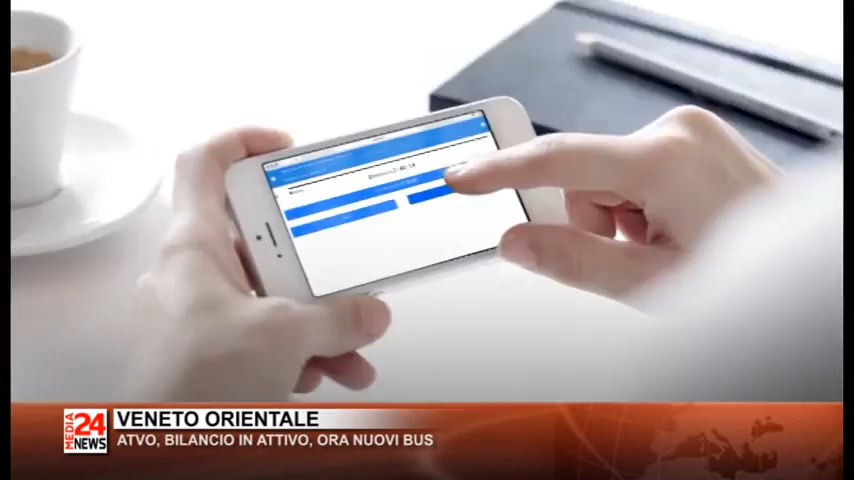 MEDIA
24
NEWS
VENETO ORIENTALE
ATVO, BILANCIO IN ATTIVO, ORA NUOVI BUS